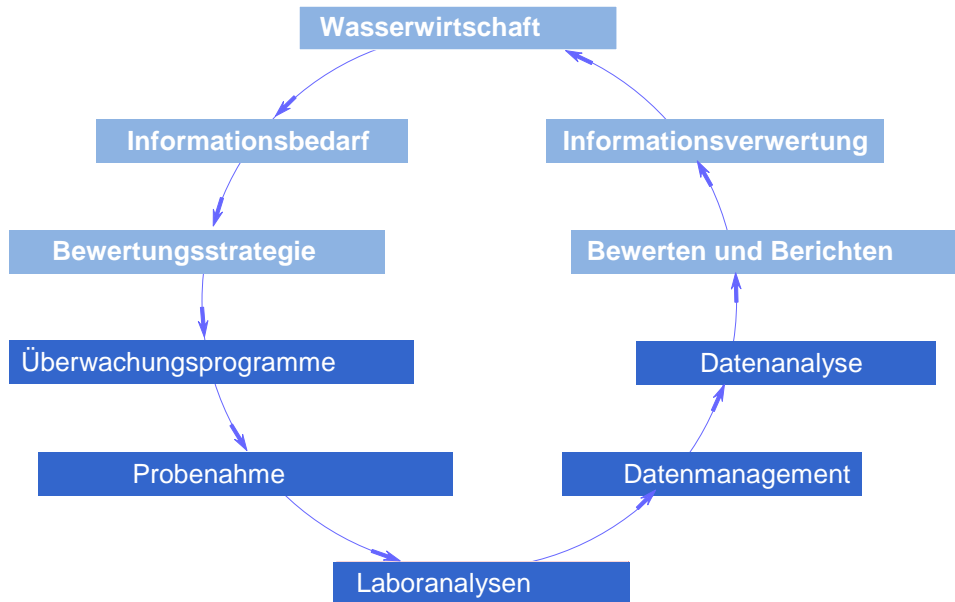 Wasserwirtschaft
Informationsbedarf
Informationsverwertung
Bewertungsstrategie
Bewerten und Berichten
Überwachungsprogramme
Datenanalyse
Probenahme
Datenmanagement
Laboranalysen